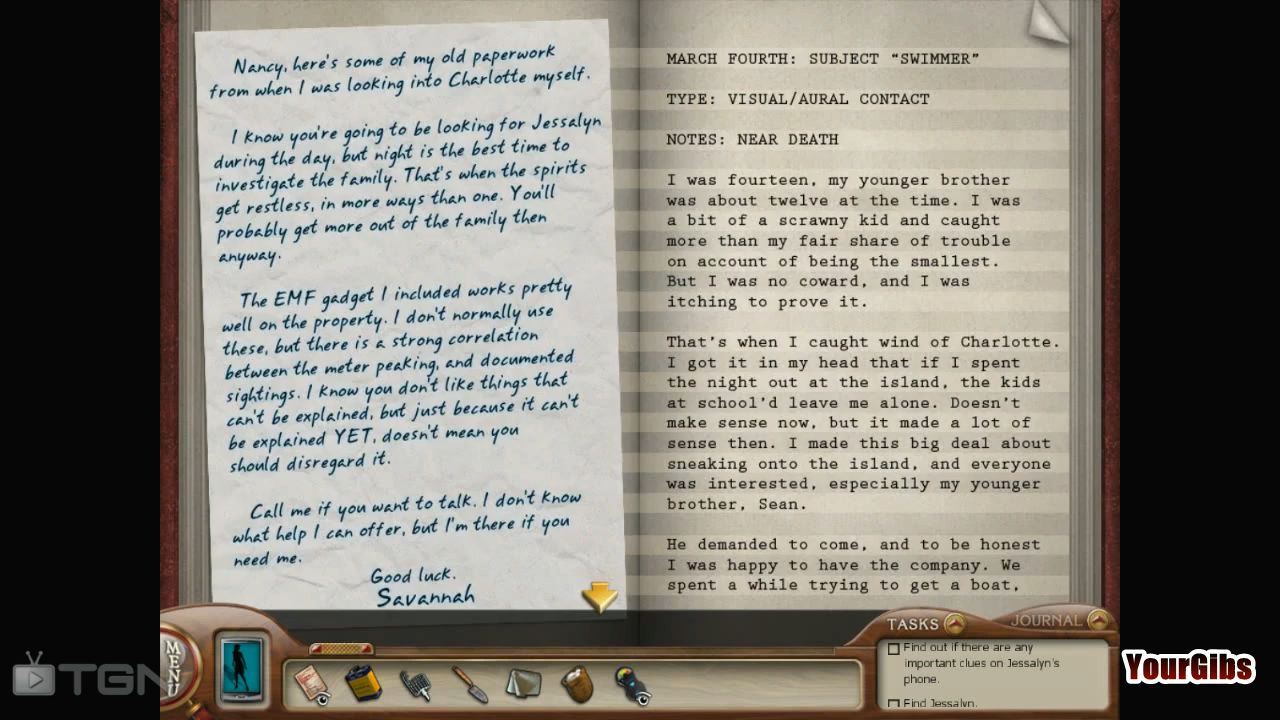 Nancy, here's some of my old paperwork
from when I was looking into Charlotte myself.
I know you're going to be looking for Jessalyn
during the day, but night is the best time to
investigate the family. That's when the spirits
get restless, in more ways than one. You'll
probably get more out of the family then
anyway.
The EMF gadget I included works pretty
well on the property. I don't normally use
these, but there is a strong correlation
between the meter peaking, and documented
sightings. I know you don't like things that
can't be explained, but just because it can't
be explained YET, doesn't mean you
should disregard it.
Call me if you want to talk. I don't know
what help I can offer, but I'm there if you
need me.
Good luck.
Savannah
MARCH FOURTH: SUBJECT “SWIMMER”
TYPE: VISUAL/AURAL CONTACT
NOTES: NEAR DEATH
I was fourteen, my younger brother
was about twelve at the time. I was
a bit of a scrawny kid and caught
more than my fair share of trouble
on account of being the smallest.
But I was no coward, and I was
itching to prove it.
That's when I caught wind of Charlotte.
I got it in my head that if I spent
the night out at the island, the kids
at school'd leave me alone. Doesn't
make sense now, but it made a lot of
sense then. I made this big deal about
sneaking onto the island, and everyone
was interested, especially my younger
brother, Sean.
He demanded to come, and to be honest
I was happy to have the company. We
spent a while trying to get a boat,
MENU
TASKS
JOURNAL
Find out if there are any
important clues on Jessalyn's
phone.
Find Jessalyn.
TGN
YourGibs